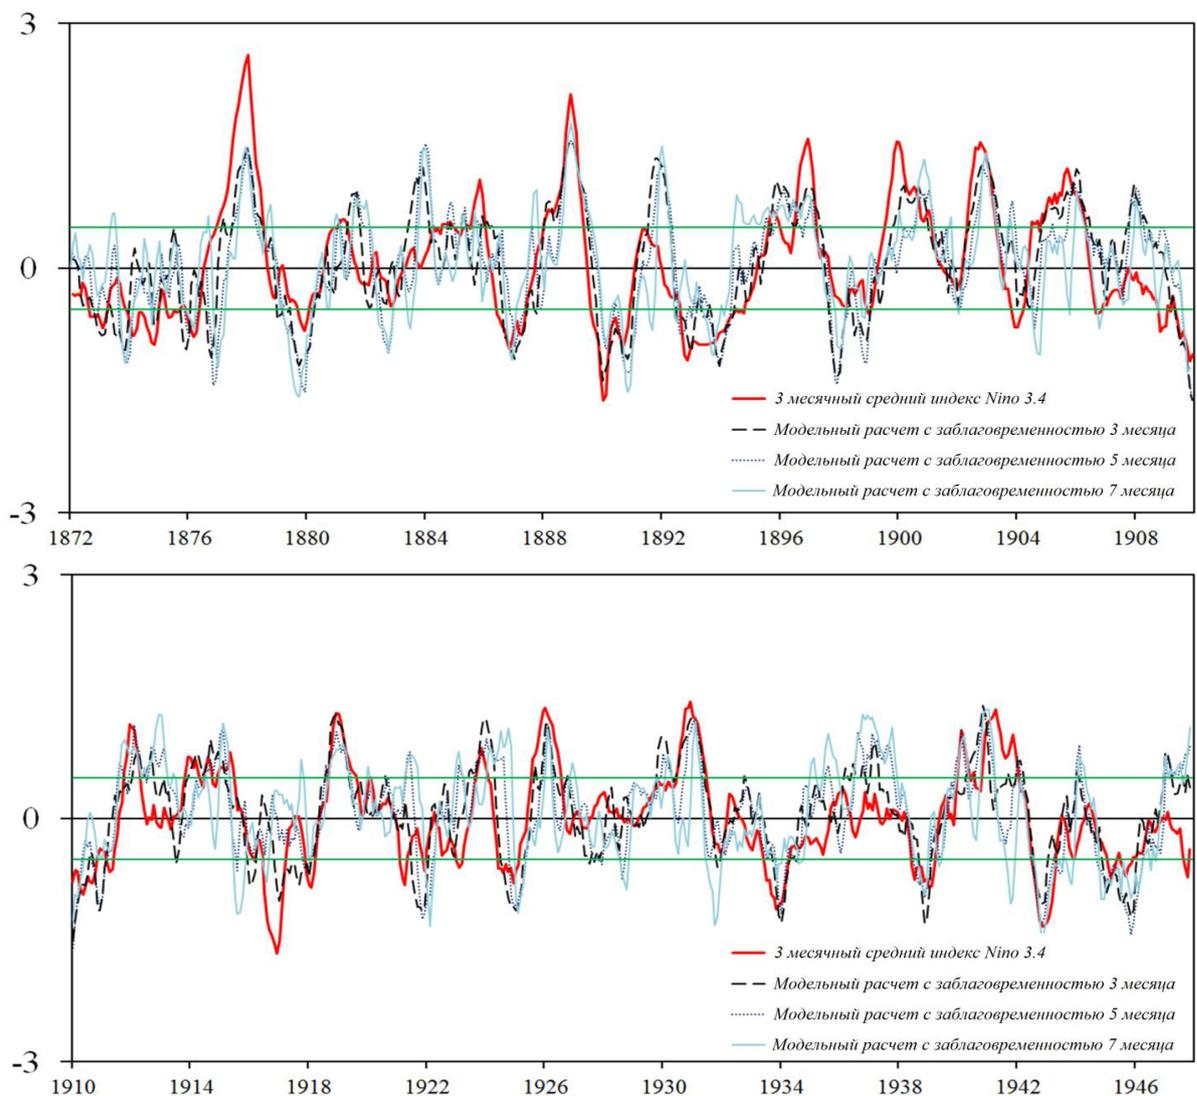 3
0
-3
3 месячный средний индекс Nino 3.4
Модельный расчет с заблаговременностью 3 месяца
Модельный расчет с заблаговременностью 5 месяца
Модельный расчет с заблаговременностью 7 месяца
1872 1876 1880 1884 1888 1892 1896 1900 1904 1908
3
0
-3
3 месячный средний индекс Nino 3.4
Модельный расчет с заблаговременностью 3 месяца
Модельный расчет с заблаговременностью 5 месяца
Модельный расчет с заблаговременностью 7 месяца
1910 1914 1918 1922 1926 1930 1934 1938 1942 1946